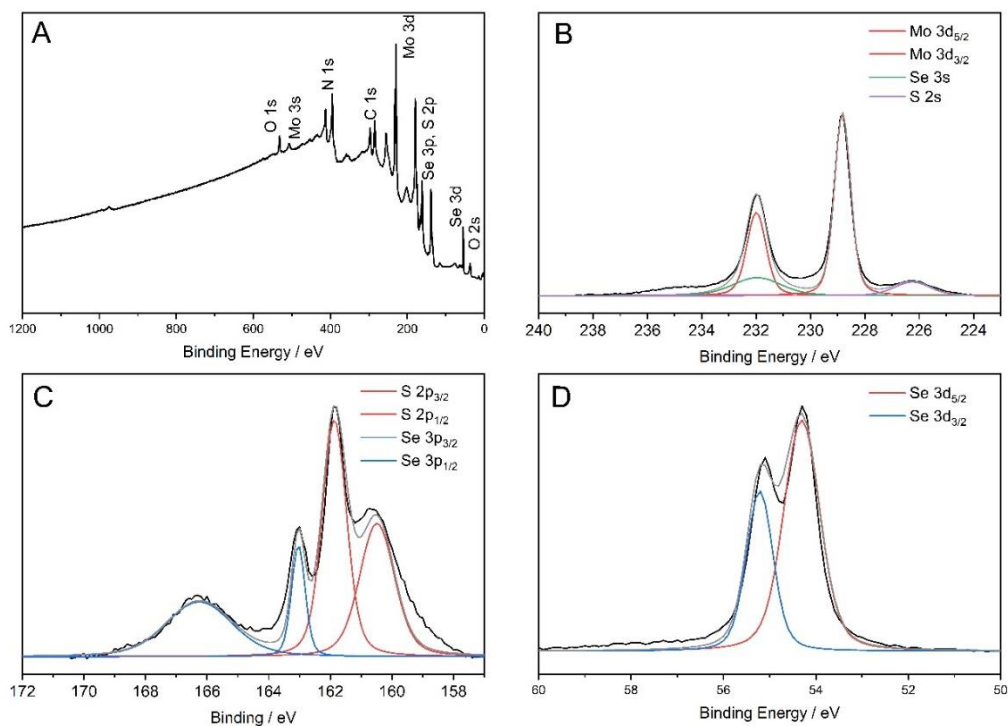 A
O 1s
Mo 3s
N 1s
C 1s
Mo 3d
Se 3p, S 2p
Se 3d
O 2s
1200 1000 800 600 400 200 0
Binding Energy / eV
B
Mo 3d5/2
Mo 3d3/2
Se 3s
S 2s
240 238 236 234 232 230 228 226 224
Binding Energy / eV
C
S 2p3/2
S 2p1/2
Se 3p3/2
Se 3p1/2
172 170 168 166 165 163 162 160 158
Binding / eV
D
Se 3d5/2
Se 3d3/2
60 58 56 54 52 50
Binding Energy / eV